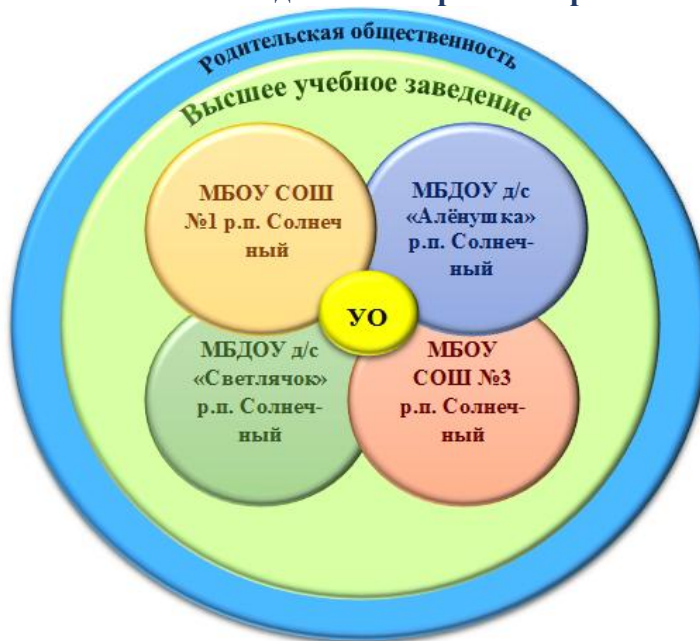 Родительская общественность
Высшее учебное заведение
МБОУ СОШ
№1 р.п. Солнеч
ный
МБДОУ д/с
«Алёнушка»
р.п. Солнеч-
ный
УО
МБДОУ д/с
«Светлячок»
р.п. Солнеч-
ный
МБОУ
СОШ №3
р.п. Солнеч-
ный